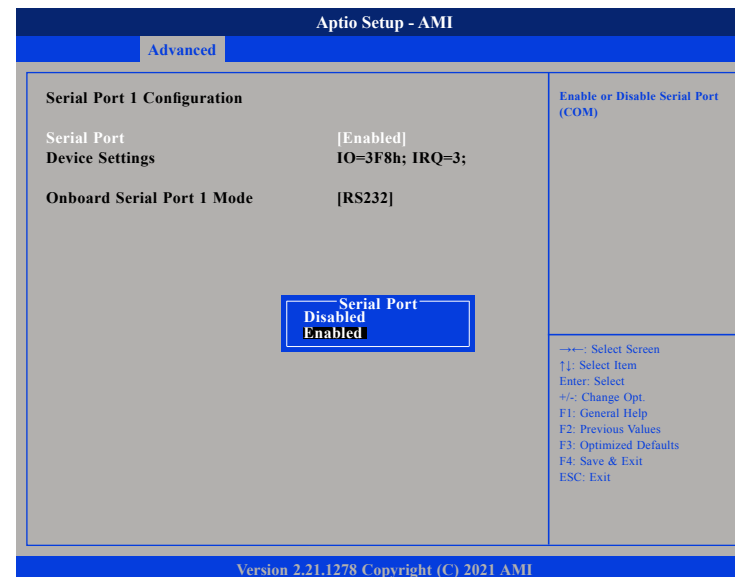 Aptio Setup - AMI
Advanced
Serial Port 1 Configuration
Serial Port [Enabled]
Device Settings IO=3F8h; IRQ=3;
Onboard Serial Port 1 Mode [RS232]
Serial Port
Disabled
Enabled
Enable or Disable Serial Port
(COM)
→←: Select Screen
↑↓: Select Item
Enter: Select
+/-: Change Opt.
F1: General Help
F2: Previous Values
F3: Optimized Defaults
F4: Save & Exit
ESC: Exit
Version 2.21.1278 Copyright (C) 2021 AMI